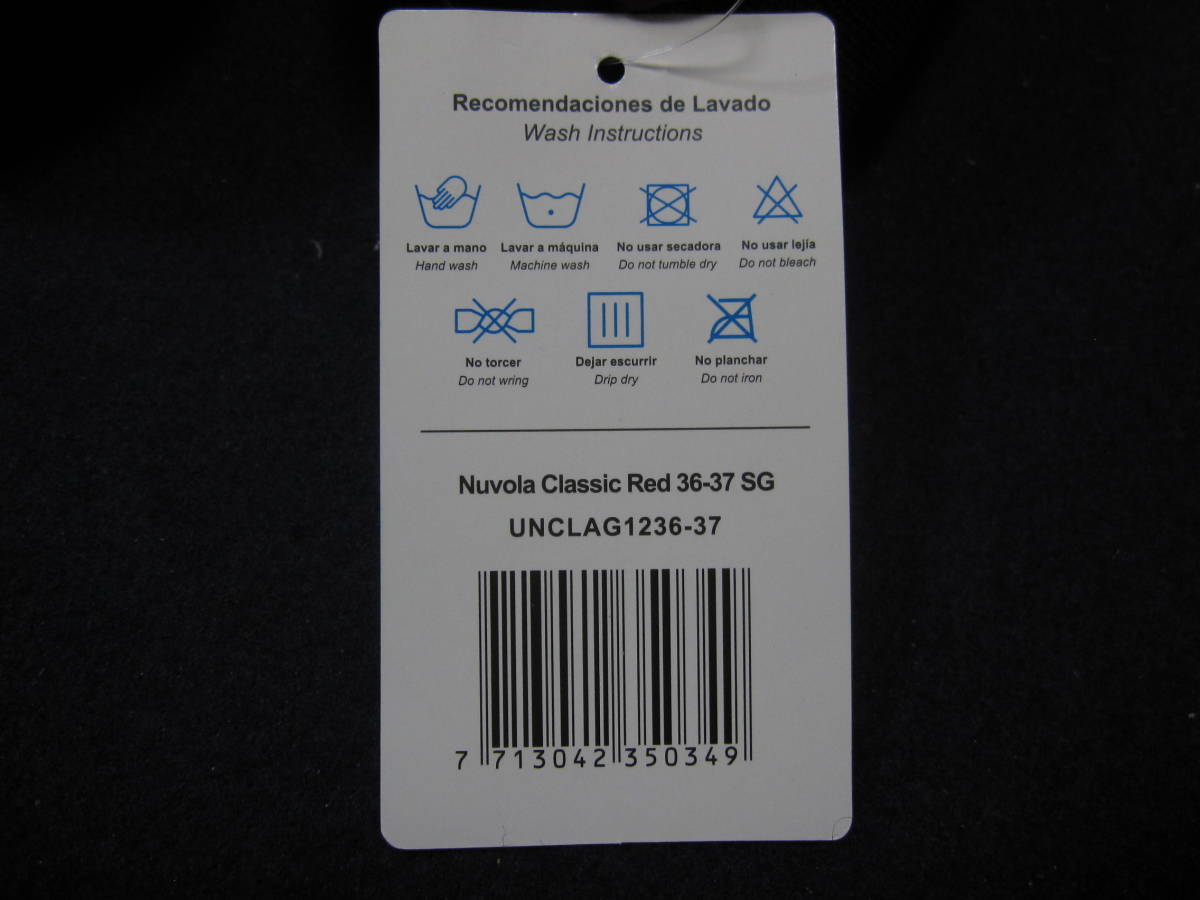 Recomendaciones de Lavado
Wash Instructions
Lavar a mano Lavar a máquina No usar secadora No usar lejía
Hand wash Machine wash Do not tumble dry Do not bleach
No torcer Dejar escurrir No planchar
Do not wring Drip dry Do not iron
Nuvola Classic Red 36-37 SG
UNCLAG1236-37
7 713042 350349